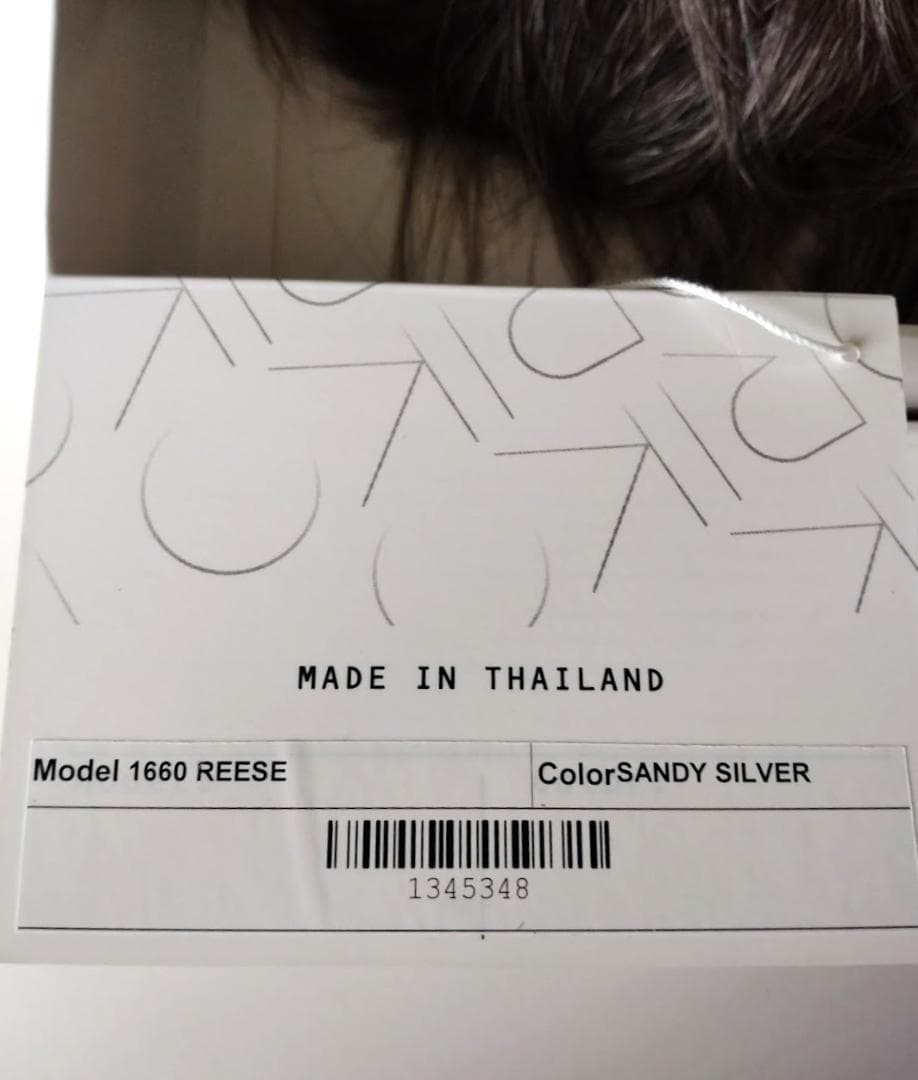 MADE IN THAILAND
Model 1660 REESE
ColorSANDY SILVER
1345348